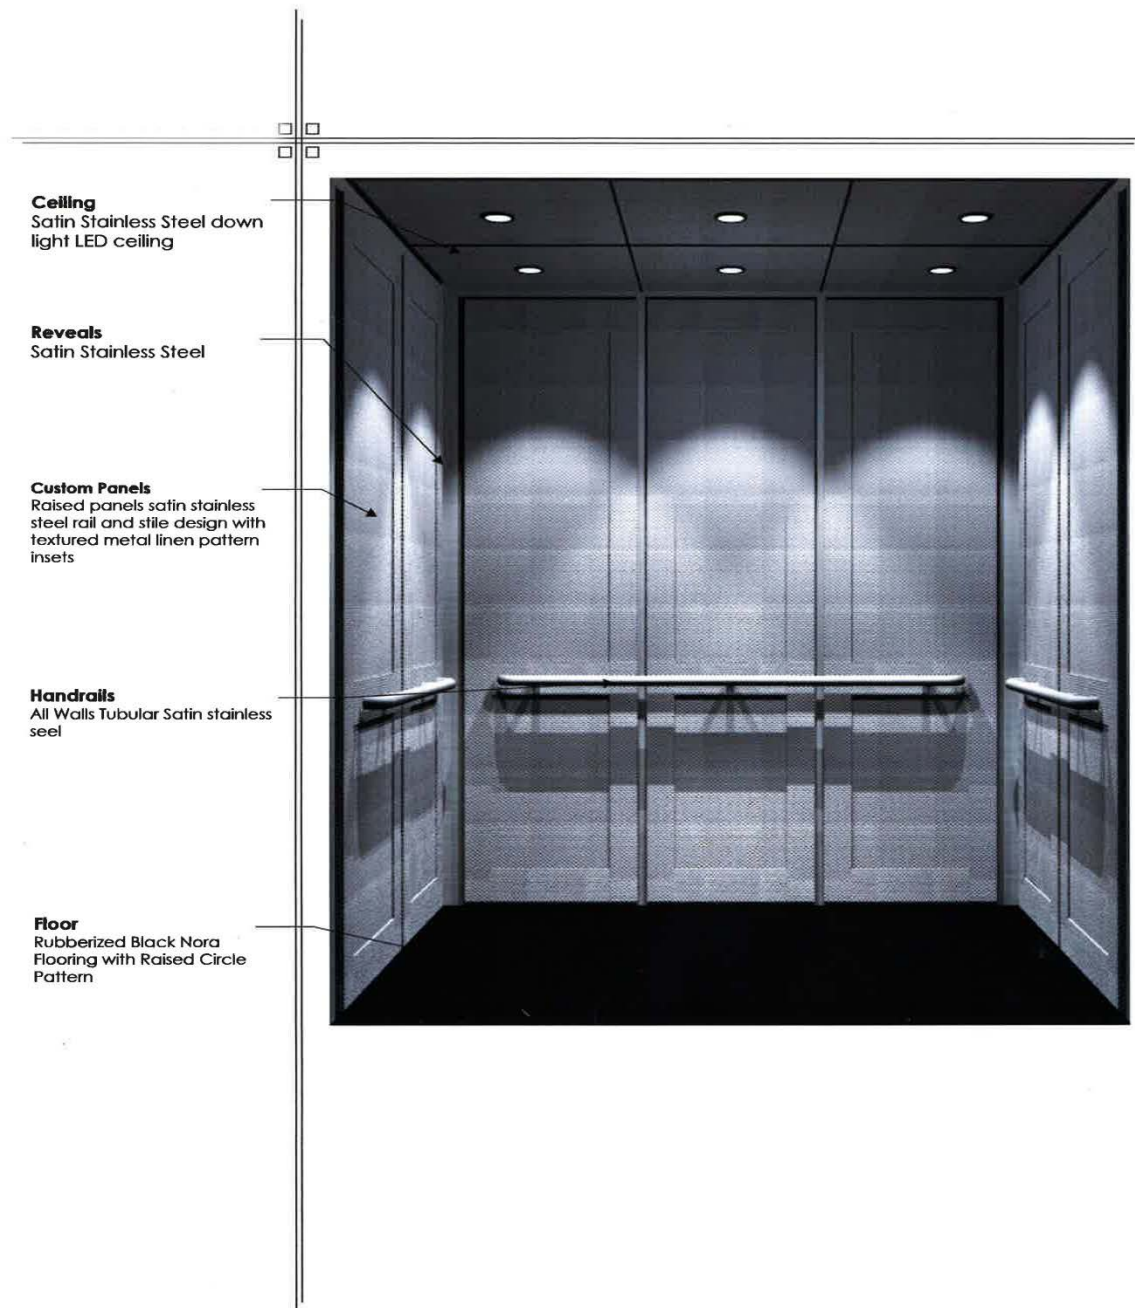 Ceiling
Satin Stainless Steel down
light LED ceiling
Reveals
Satin Stainless Steel
Custom Panels
Raised panels satin stainless
steel rail and stile design with
textured metal linen pattern
insets
Handrails
All Walls Tubular Satin stainless
seel
Floor
Rubberized Black Nora
Flooring with Raised Circle
Pattern